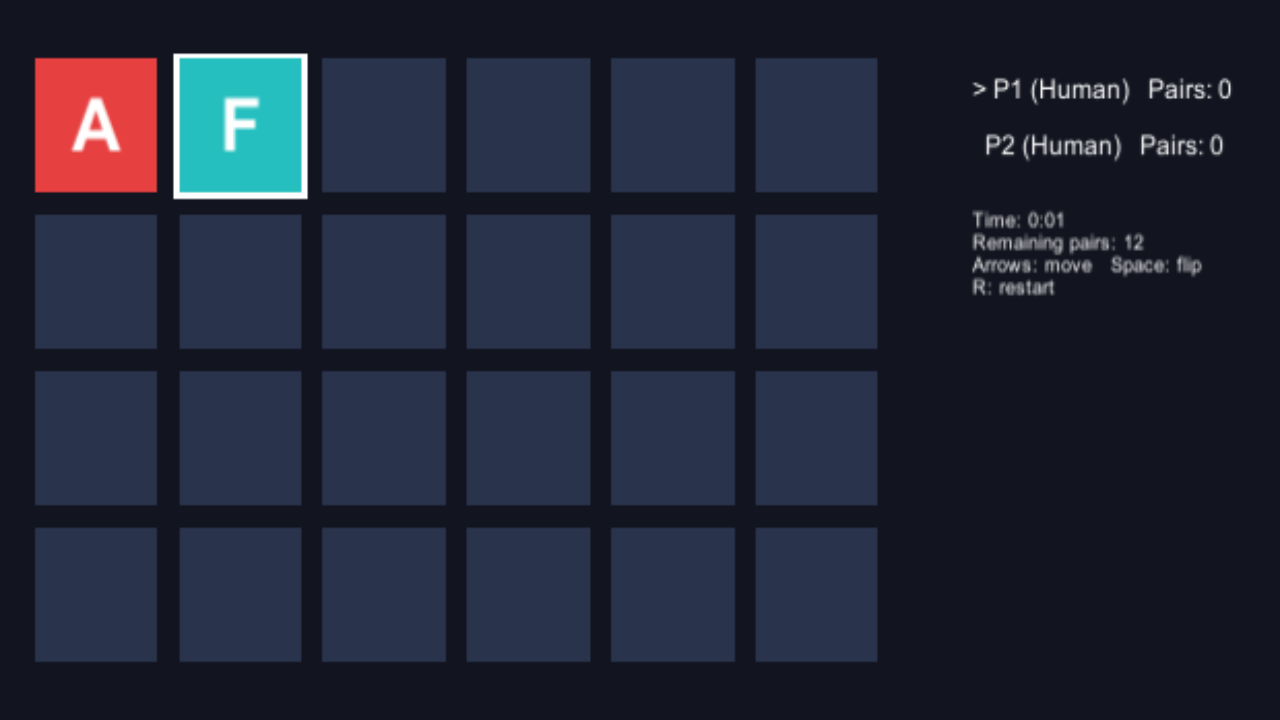 A F
> P1 (Human) Pairs: 0
P2 (Human) Pairs: 0
Time: 0:01
Remaining pairs: 12
Arrows: move Space: flip
R: restart